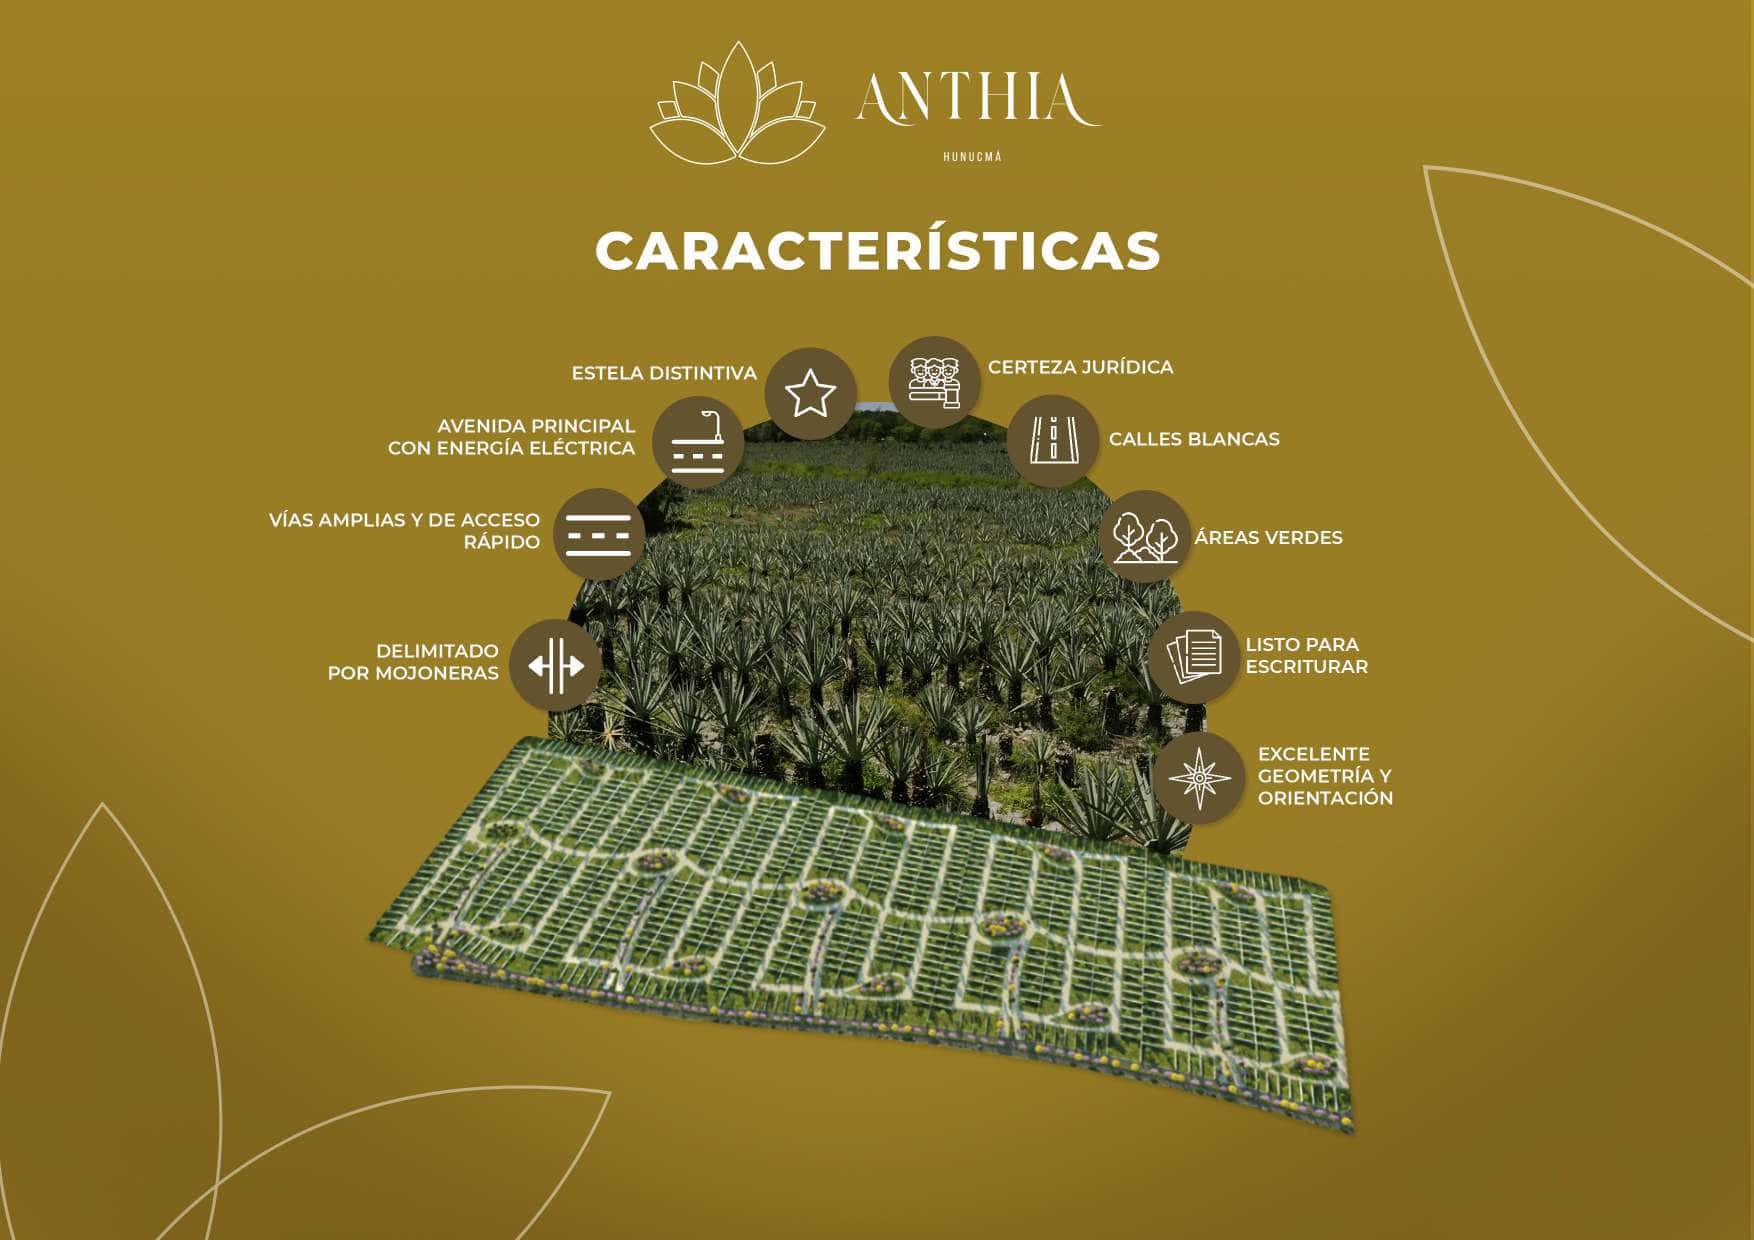 ANTHIA
HUNUCMÁ
CARACTERÍSTICAS
ESTELA DISTINTIVA
AVENIDA PRINCIPAL
CON ENERGÍA ELÉCTRICA
VÍAS AMPLIAS Y DE ACCESO
RÁPIDO
DELIMITADO
POR MOJONERAS
CERTEZA JURÍDICA
CALLES BLANCAS
ÁREAS VERDES
LISTO PARA
ESCRITURAR
EXCELENTE
GEOMETRÍA Y
ORIENTACIÓN